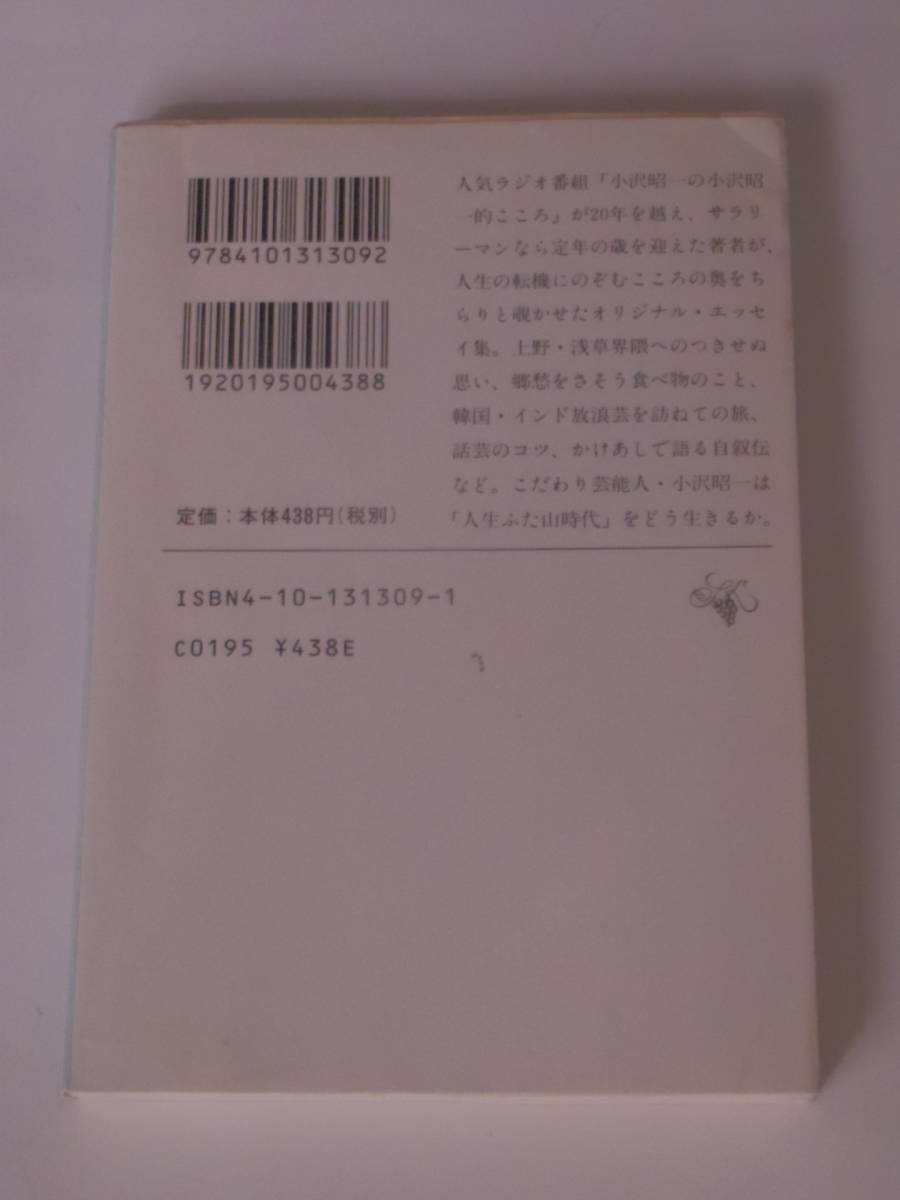 9784101313092
1920195004388
定価：本体438円(税別)
人気ラジオ番組「小沢昭一の小沢昭
一的こころ」が20年を越え、サラリ
ーマンなら定年の歳を迎えた著者が、
人生の転機にのぞむこころの奥をち
らりと覗かせたオリジナル・エッセ
イ集。上野・浅草界隈へのつきせぬ
思い、郷愁をさそう食べ物のこと、
韓国・インド放浪芸を訪ねての旅、
話芸のコツ、かけあしで語る自叙伝
など。こだわり芸能人・小沢昭一は
「人生ふた山時代」をどう生きるか。
ISBN4-10-131309-1
C0195 ¥438E